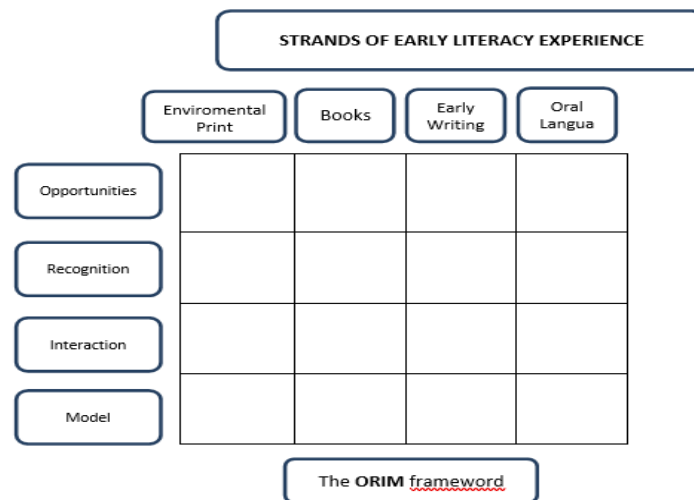 STRANDS OF EARLY LITERACY EXPERIENCE
Enviromental
Print
Books
Early
Writing
Oral
Langua
Opportunities
Recognition
Interaction
Model
The ORIM frameword